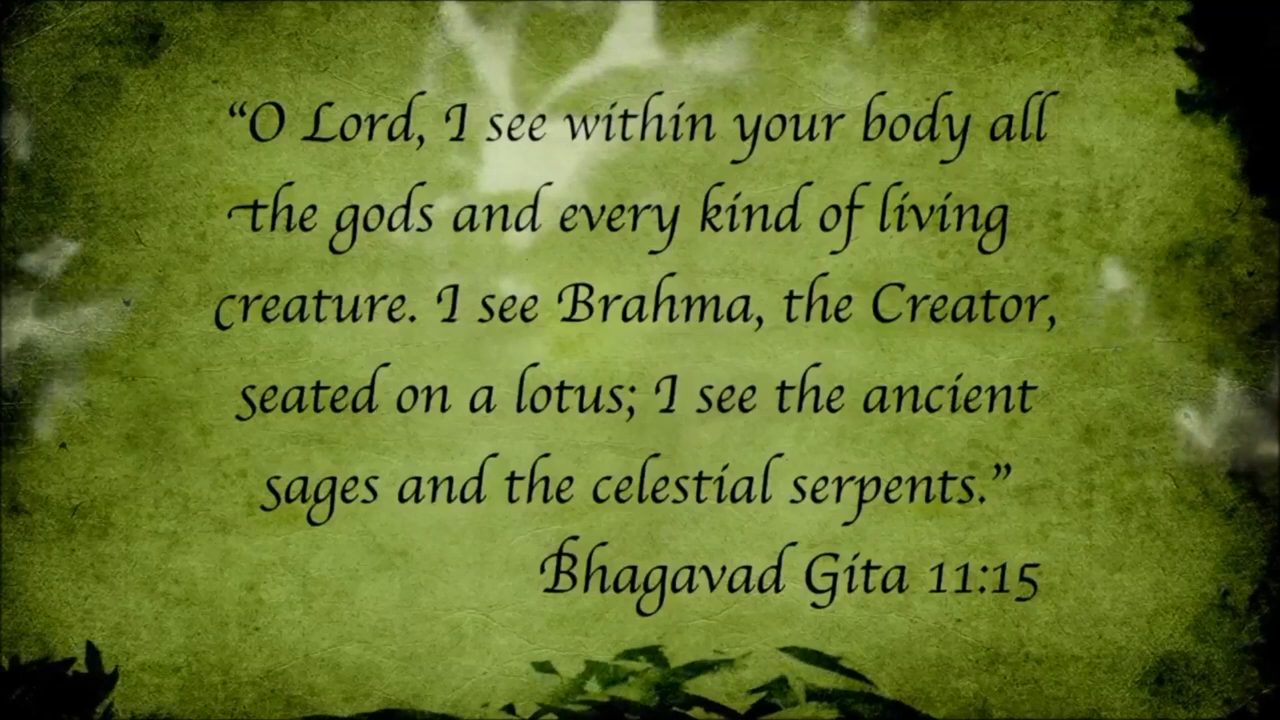 “O Lord, I see within your body all
the gods and every kind of living
creature. I see Brahma, the Creator,
seated on a lotus; I see the ancient
sages and the celestial serpents.”
Bhagavad Gita 11:15